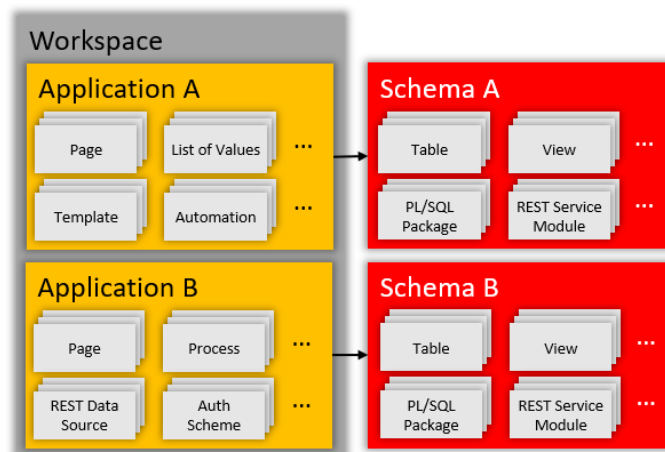 Workspace
Application A
Page
List of Values
...
Template
Automation
...
Schema A
Table
View
...
PL/SQL
Package
REST Service
Module
...
Application B
Page
Process
...
REST Data
Source
Auth
Scheme
...
Schema B
Table
View
...
PL/SQL
Package
REST Service
Module
...